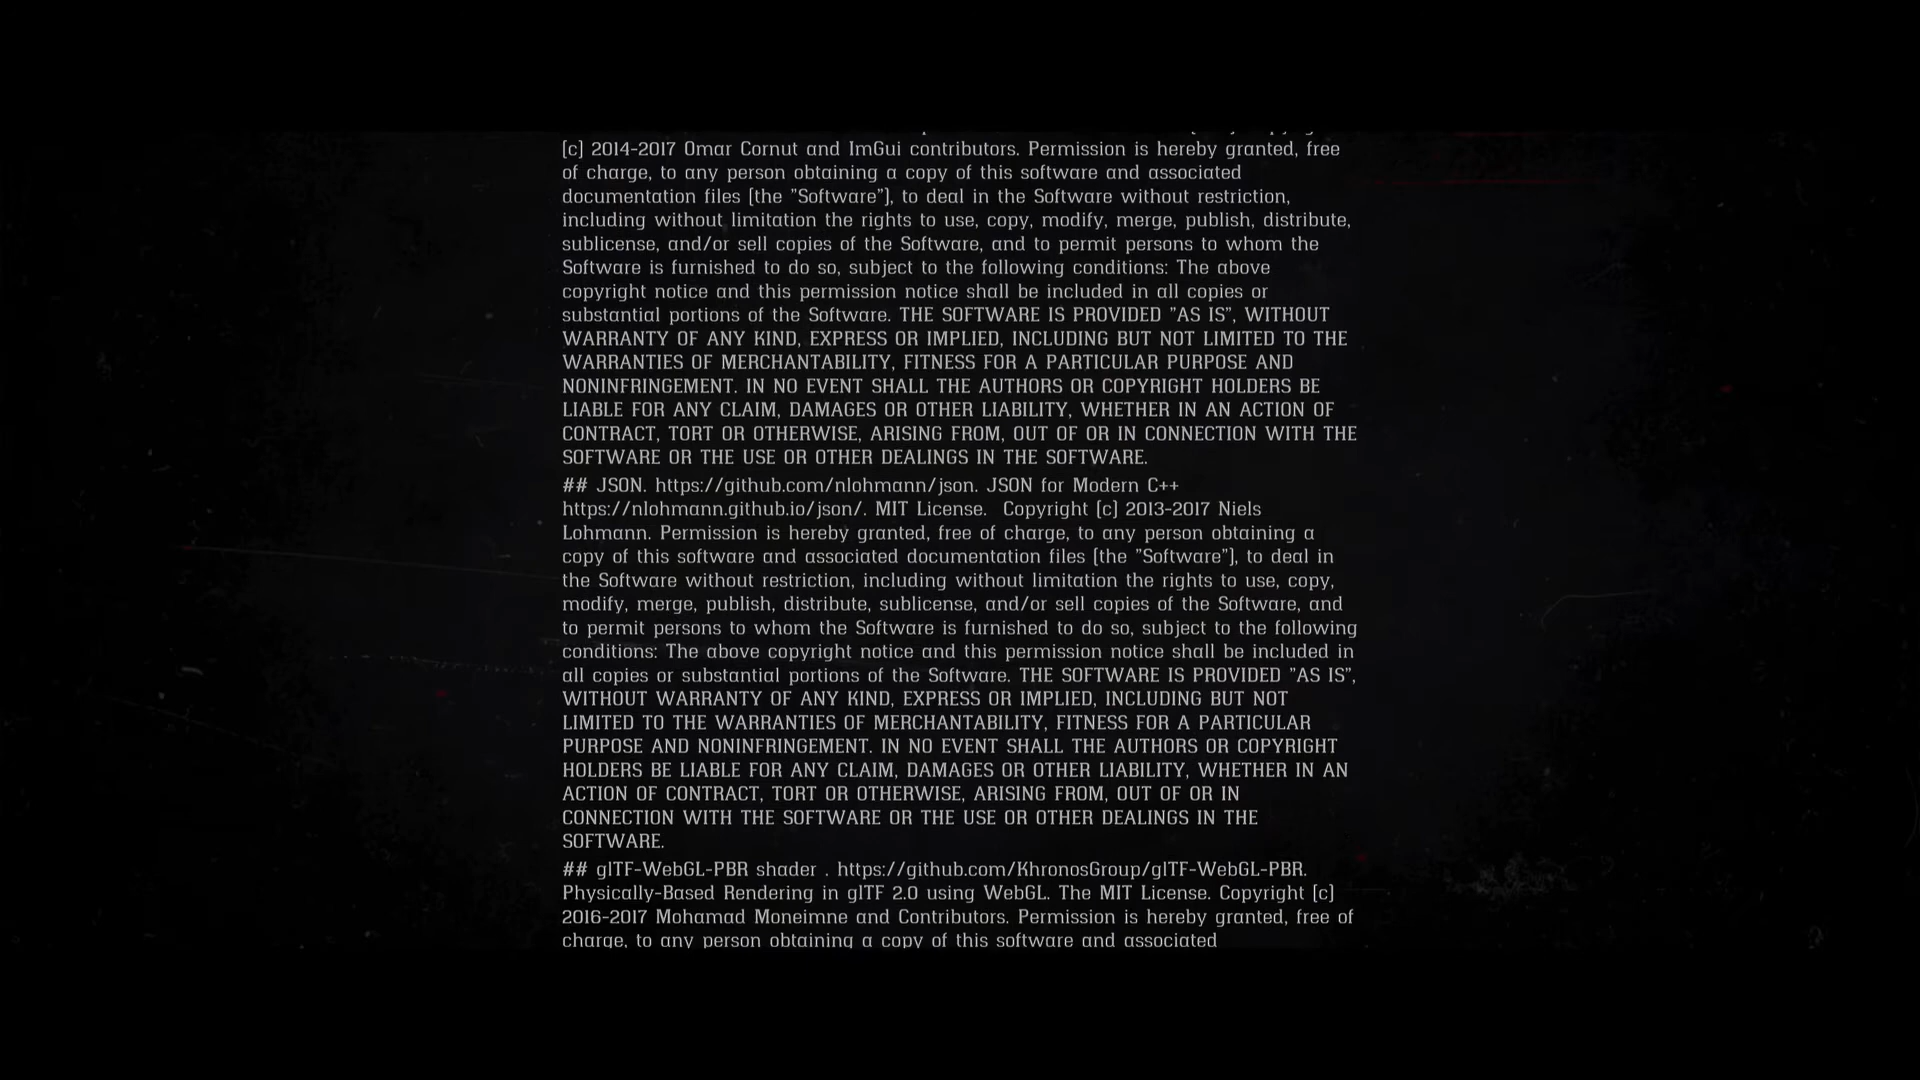 [c] 2014-2017 Omar Cornut and ImGui contributors. Permission is hereby granted, free
of charge, to any person obtaining a copy of this software and associated
documentation files [the "Software"], to deal in the Software without restriction,
including without limitation the rights to use, copy, modify, merge, publish, distribute,
sublicense, and/or sell copies of the Software, and to permit persons to whom the
Software is furnished to do so, subject to the following conditions: The above
copyright notice and this permission notice shall be included in all copies or
substantial portions of the Software. THE SOFTWARE IS PROVIDED "AS IS", WITHOUT
WARRANTY OF ANY KIND, EXPRESS OR IMPLIED, INCLUDING BUT NOT LIMITED TO THE
WARRANTIES OF MERCHANTABILITY, FITNESS FOR A PARTICULAR PURPOSE AND
NONINFRINGEMENT. IN NO EVENT SHALL THE AUTHORS OR COPYRIGHT HOLDERS BE
LIABLE FOR ANY CLAIM, DAMAGES OR OTHER LIABILITY, WHETHER IN AN ACTION OF
CONTRACT, TORT OR OTHERWISE, ARISING FROM, OUT OF OR IN CONNECTION WITH THE
SOFTWARE OR THE USE OR OTHER DEALINGS IN THE SOFTWARE.
## JSON. https://github.com/nlohmann/json. JSON for Modern C++
https://nlohmann.github.io/json/. MIT License.  Copyright [c] 2013-2017 Niels
Lohmann. Permission is hereby granted, free of charge, to any person obtaining a
copy of this software and associated documentation files [the "Software"], to deal in
the Software without restriction, including without limitation the rights to use, copy,
modify, merge, publish, distribute, sublicense, and/or sell copies of the Software, and
to permit persons to whom the Software is furnished to do so, subject to the following
conditions: The above copyright notice and this permission notice shall be included in
all copies or substantial portions of the Software. THE SOFTWARE IS PROVIDED "AS IS",
WITHOUT WARRANTY OF ANY KIND, EXPRESS OR IMPLIED, INCLUDING BUT NOT
LIMITED TO THE WARRANTIES OF MERCHANTABILITY, FITNESS FOR A PARTICULAR
PURPOSE AND NONINFRINGEMENT. IN NO EVENT SHALL THE AUTHORS OR COPYRIGHT
HOLDERS BE LIABLE FOR ANY CLAIM, DAMAGES OR OTHER LIABILITY, WHETHER IN AN
ACTION OF CONTRACT, TORT OR OTHERWISE, ARISING FROM, OUT OF OR IN
CONNECTION WITH THE SOFTWARE OR THE USE OR OTHER DEALINGS IN THE
SOFTWARE.
## glTF-WebGL-PBR shader . https://github.com/KhronosGroup/glTF-WebGL-PBR.
Physically-Based Rendering in glTF 2.0 using WebGL. The MIT License. Copyright [c]
2016-2017 Mohamad Moneimne and Contributors. Permission is hereby granted, free of
charge, to any person obtaining a copy of this software and associated